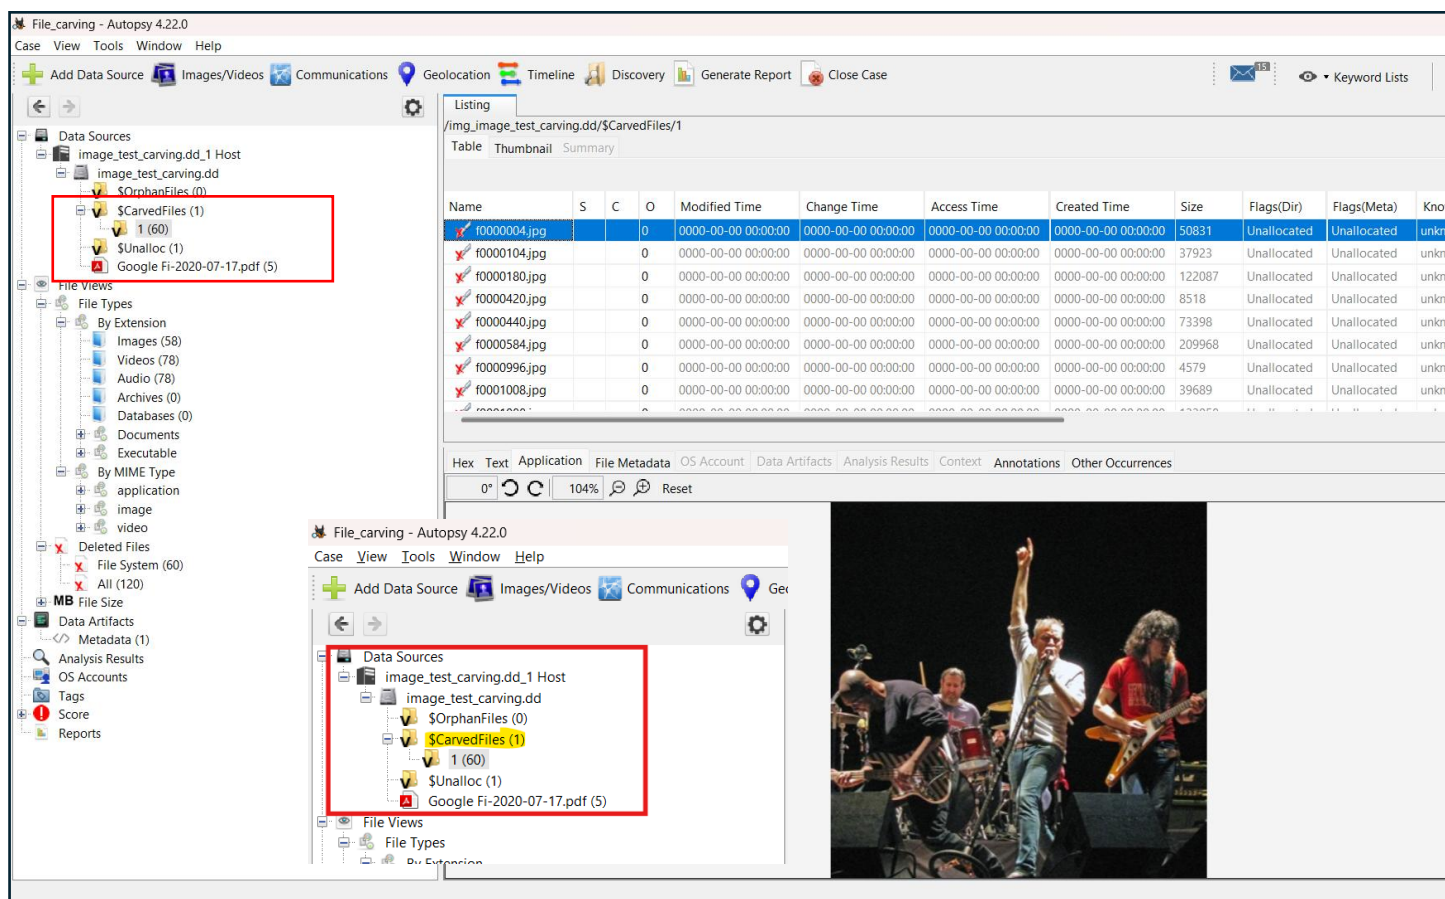 File_carving - Autopsy 4.22.0
Case View Tools Window Help
Add Data Source Images/Videos Communications Geolocation Timeline Discovery Generate Report Close Case 15 Keyword Lists
Data Sources
image_test_carving.dd_1 Host
image_test_carving.dd
$OrphanFiles (0)
$CarvedFiles (1)
1 (60)
$Unalloc (1)
Google Fi-2020-07-17.pdf (5)
File Views
File Types
By Extension
Images (58)
Videos (78)
Audio (78)
Archives (0)
Databases (0)
Documents
Executable
By MIME Type
application
image
video
Deleted Files
File System (60)
All (120)
MB File Size
Data Artifacts
Metadata (1)
Analysis Results
OS Accounts
Tags
Score
Reports
Listing
/img_image_test_carving.dd/$CarvedFiles/1
Table Thumbnail Summary
Name S C O Modified Time Change Time Access Time Created Time Size Flags(Dir) Flags(Meta) Kno
f0000004.jpg 0 0000-00-00 00:00:00 0000-00-00 00:00:00 0000-00-00 00:00:00 0000-00-00 00:00:00 50831 Unallocated Unallocated unkn
f0000104.jpg 0 0000-00-00 00:00:00 0000-00-00 00:00:00 0000-00-00 00:00:00 0000-00-00 00:00:00 37923 Unallocated Unallocated unkn
f0000180.jpg 0 0000-00-00 00:00:00 0000-00-00 00:00:00 0000-00-00 00:00:00 0000-00-00 00:00:00 122087 Unallocated Unallocated unkn
f0000420.jpg 0 0000-00-00 00:00:00 0000-00-00 00:00:00 0000-00-00 00:00:00 0000-00-00 00:00:00 8518 Unallocated Unallocated unkn
f0000440.jpg 0 0000-00-00 00:00:00 0000-00-00 00:00:00 0000-00-00 00:00:00 0000-00-00 00:00:00 73398 Unallocated Unallocated unkn
f0000584.jpg 0 0000-00-00 00:00:00 0000-00-00 00:00:00 0000-00-00 00:00:00 0000-00-00 00:00:00 209968 Unallocated Unallocated unkn
f0000996.jpg 0 0000-00-00 00:00:00 0000-00-00 00:00:00 0000-00-00 00:00:00 0000-00-00 00:00:00 4579 Unallocated Unallocated unkn
f0001008.jpg 0 0000-00-00 00:00:00 0000-00-00 00:00:00 0000-00-00 00:00:00 0000-00-00 00:00:00 39689 Unallocated Unallocated unkn
Hex Text Application File Metadata OS Account Data Artifacts Analysis Results Context Annotations Other Occurrences
0° 104% Reset
File_carving - Autopsy 4.22.0
Case View Tools Window Help
Add Data Source Images/Videos Communications Geo
Data Sources
image_test_carving.dd_1 Host
image_test_carving.dd
$OrphanFiles (0)
$CarvedFiles (1)
1 (60)
$Unalloc (1)
Google Fi-2020-07-17.pdf (5)
File Views
File Types
By Extension